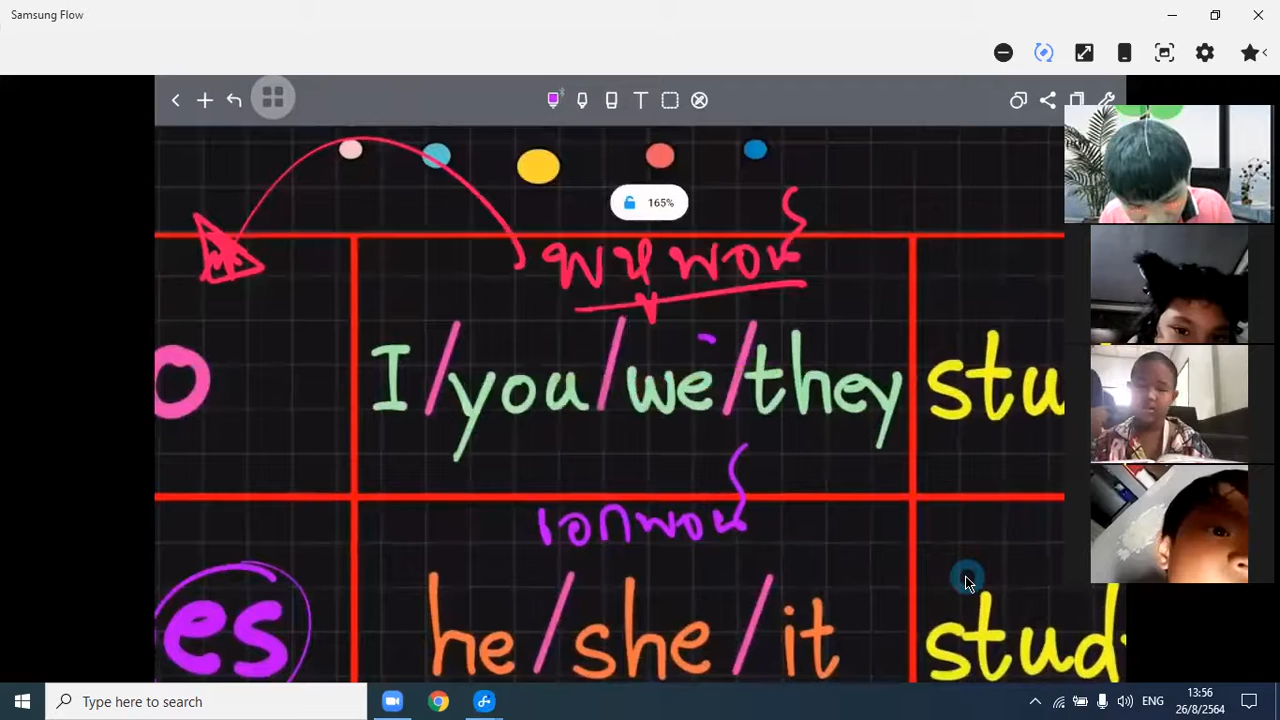 Samsung Flow
165%
พหูพจน์
o
I/you/we/they
stu
เอกพจน์
es
he/she/it
stud
Type here to search
ENG
13:56
26/8/2564